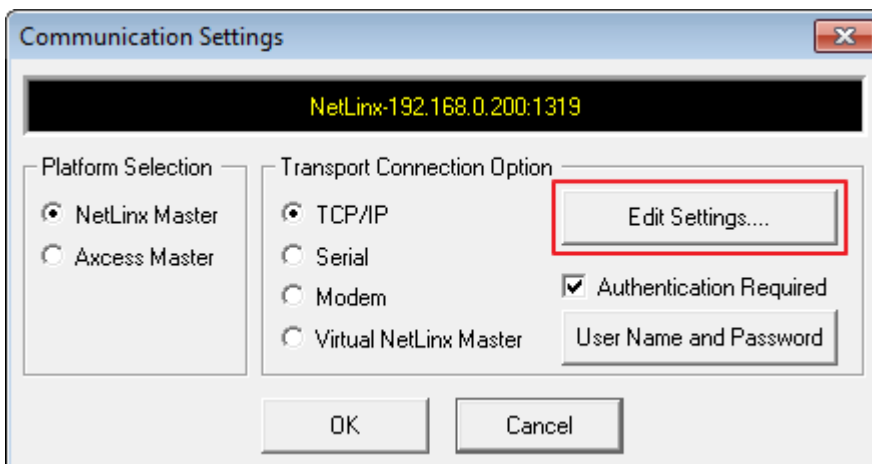 Communication Settings
NetLinx-192.168.0.200:1319
Platform Selection
NetLinx Master
Axcess Master
Transport Connection Option
TCP/IP
Serial
Modem
Virtual NetLinx Master
Edit Settings....
Authentication Required
User Name and Password
OK
Cancel